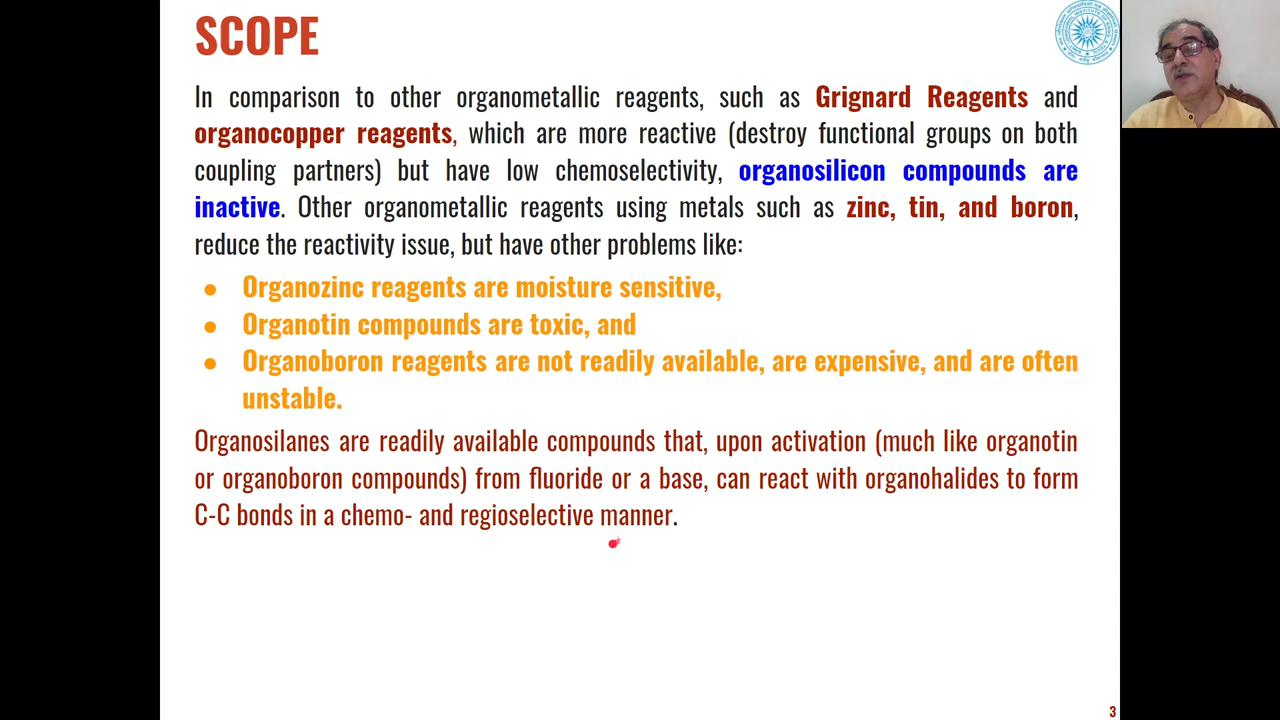 SCOPE
In comparison to other organometallic reagents, such as Grignard Reagents and
organocopper reagents, which are more reactive (destroy functional groups on both
coupling partners) but have low chemoselectivity, organosilicon compounds are
inactive. Other organometallic reagents using metals such as zinc, tin, and boron,
reduce the reactivity issue, but have other problems like:
● Organozinc reagents are moisture sensitive,
● Organotin compounds are toxic, and
● Organoboron reagents are not readily available, are expensive, and are often
unstable.
Organosilanes are readily available compounds that, upon activation (much like organotin
or organoboron compounds) from fluoride or a base, can react with organohalides to form
C-C bonds in a chemo- and regioselective manner.
3